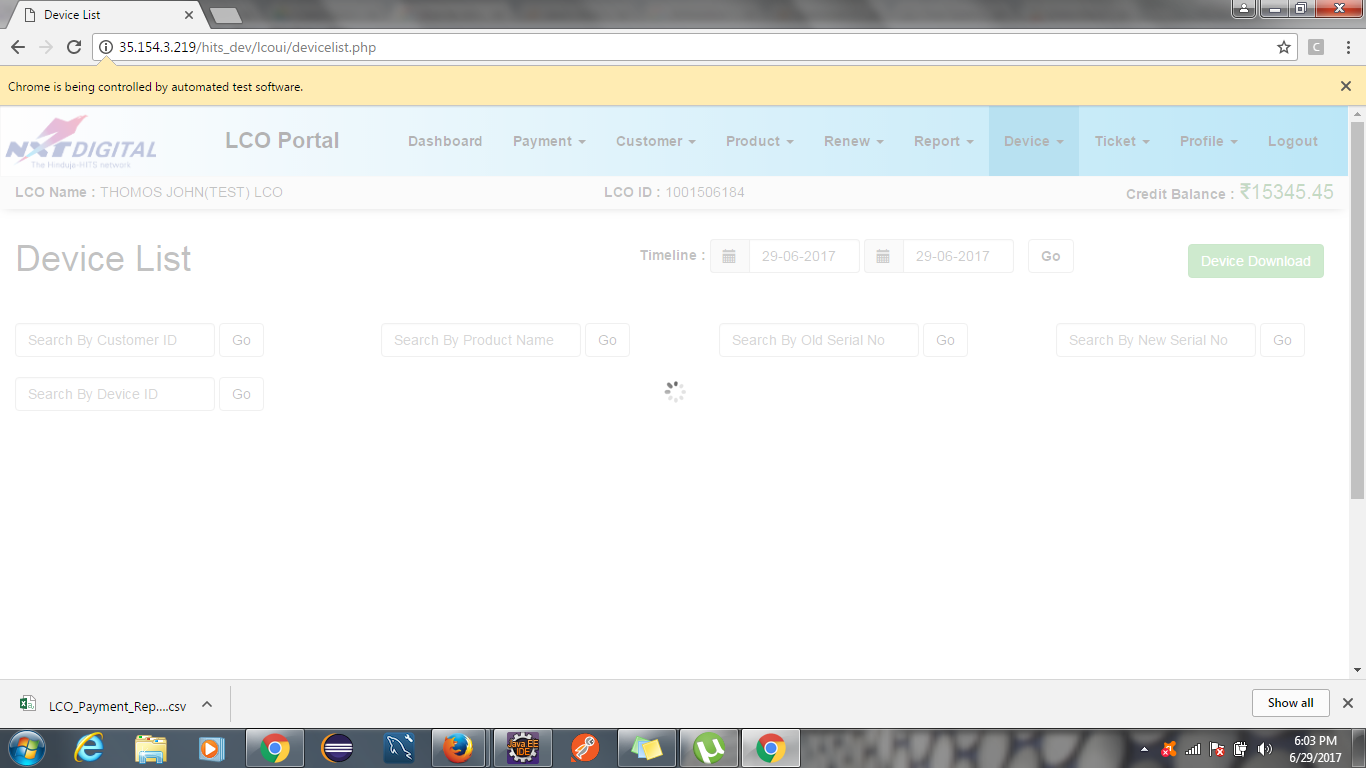 Device List
35.154.3.219/hits_dev/lcoui/devicelist.php
C
Chrome is being controlled by automated test software.
NXT DIGITAL
The Hinduja-HITS network
LCO Portal
Dashboard Payment Customer Product Renew Report Device Ticket Profile Logout
LCO Name : THOMOS JOHN(TEST) LCO LCO ID : 1001506184 Credit Balance : ₹15345.45
Device List Timeline : 29-06-2017 29-06-2017 Go Device Download
Search By Customer ID Go Search By Product Name Go Search By Old Serial No Go Search By New Serial No Go
Search By Device ID Go
LCO_Payment_Rep....csv Show all
Java EE
IDE
6:03 PM
6/29/2017